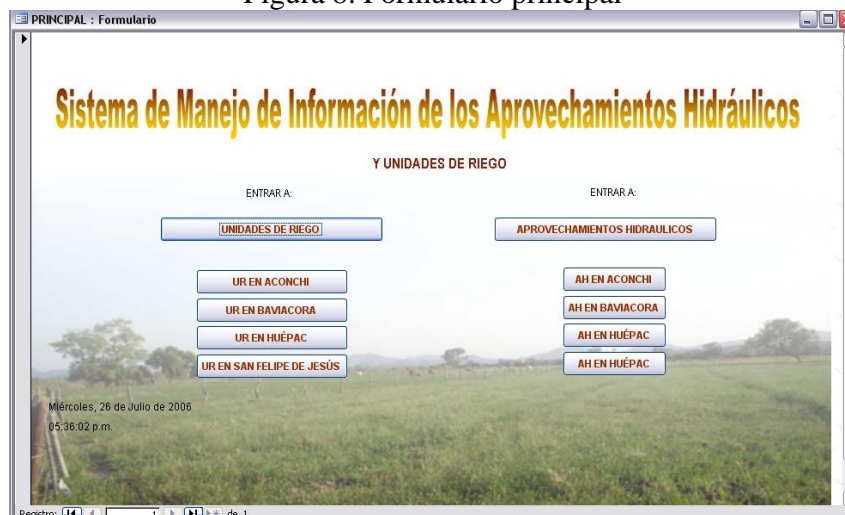 Figura 8. Formulario principal
PRINCIPAL : Formulario
Sistema de Manejo de Información de los Aprovechamientos Hidráulicos
Y UNIDADES DE RIEGO
ENTRAR A:
ENTRAR A:
UNIDADES DE RIEGO
APROVECHAMIENTOS HIDRAULICOS
UR EN ACONCHI
AH EN ACONCHI
UR EN BAVIACORA
AH EN BAVIACORA
UR EN HUÉPAC
AH EN HUÉPAC
UR EN SAN FELIPE DE JESÚS
AH EN HUÉPAC
Miércoles, 26 de Julio de 2006
05:36:02 p.m.
Registro: 1 de 1